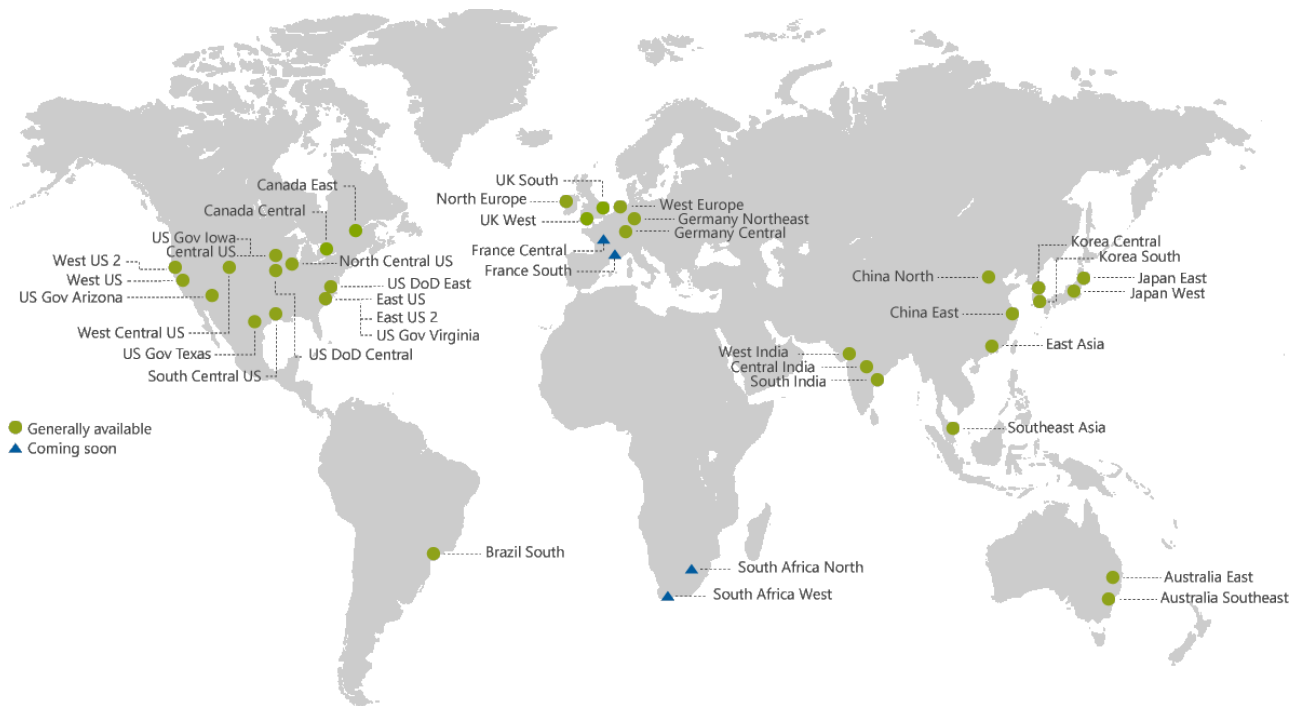 UK South
Canada East
North Europe
West Europe
Canada Central
UK West
Germany Northeast
Germany Central
US Gov Iowa
Central US
North Central US
France Central
France South
Korea Central
Korea South
West US 2
West US
US Gov Arizona
US DoD East
East US
East US 2
US Gov Virginia
China North
Japan East
Japan West
China East
West Central US
US Gov Texas
US DoD Central
South Central US
East Asia
West India
Central India
South India
Generally available
Coming soon
Southeast Asia
Brazil South
South Africa North
South Africa West
Australia East
Australia Southeast